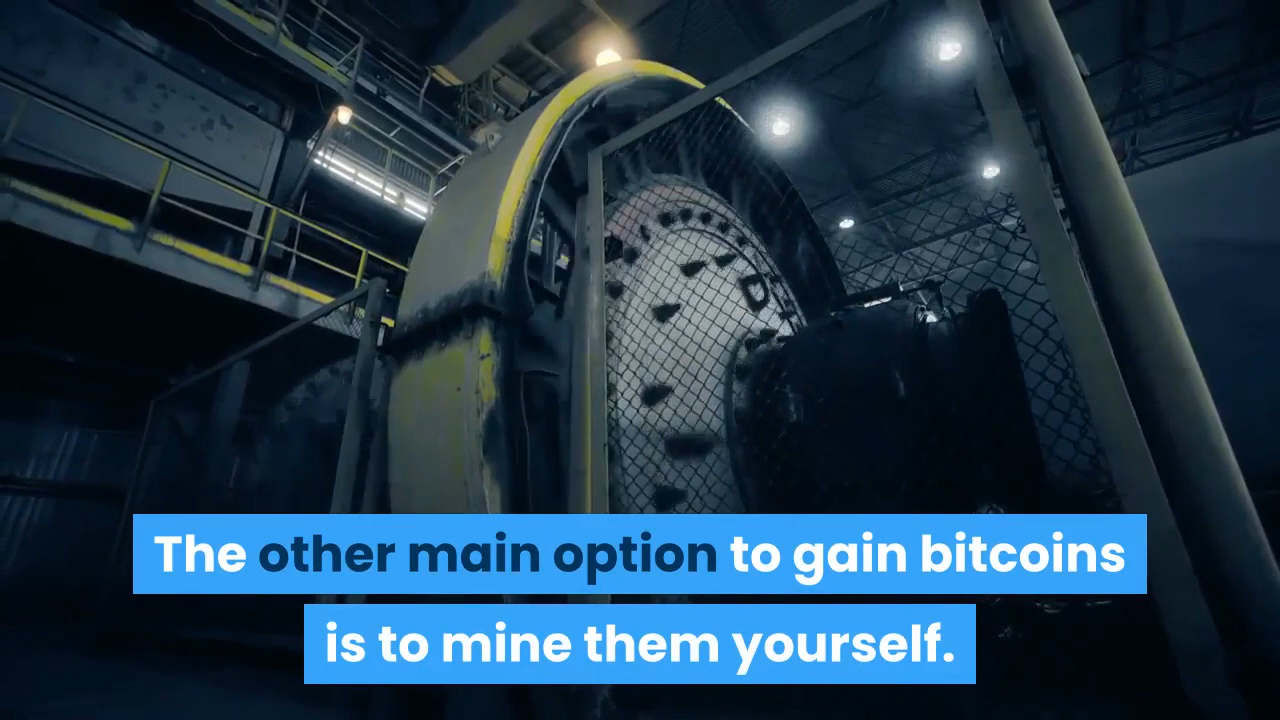 The other main option to gain bitcoins
is to mine them yourself.